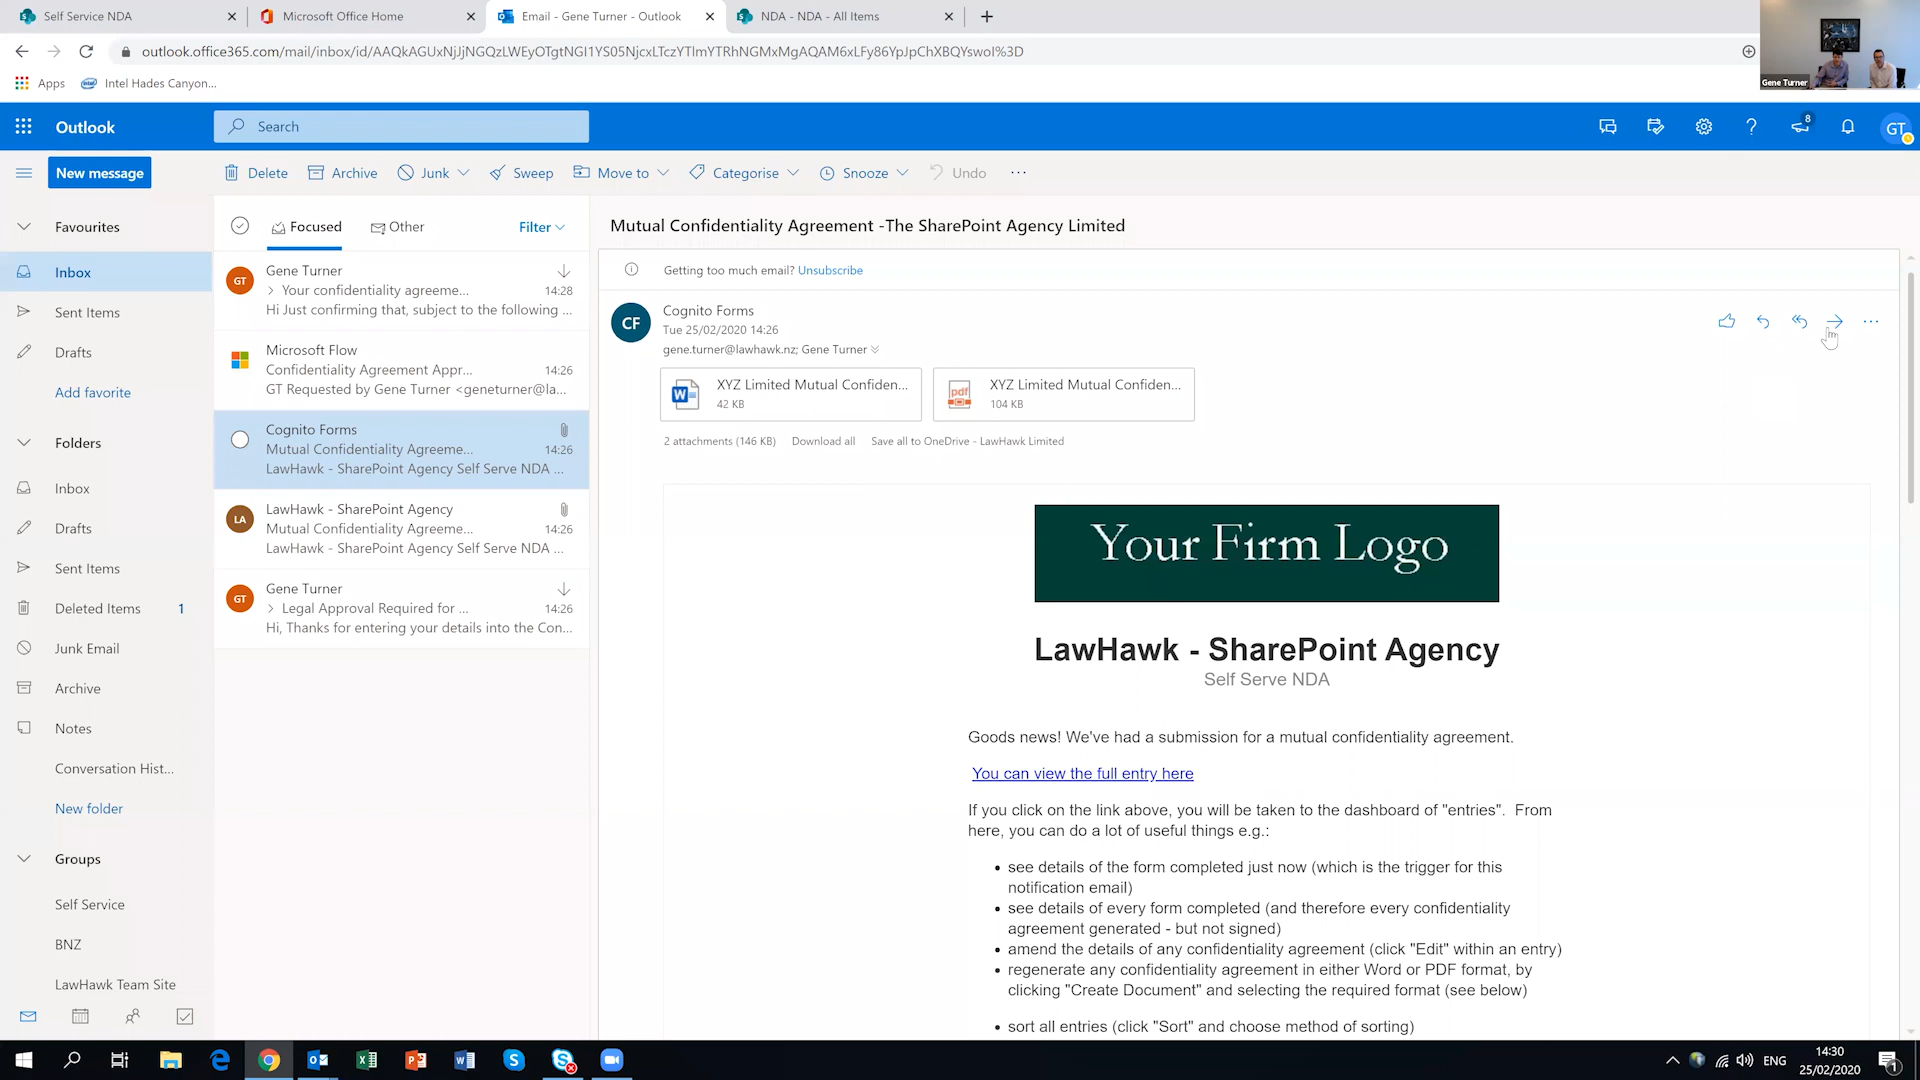 Self Service NDA
Microsoft Office Home
Email - Gene Turner - Outlook
NDA - NDA - All Items
outlook.office365.com/mail/inbox/id/AAQkAGUxNjJjNGQzLWEyOTgtNGI1YS05NjcxLTczYTlmYTRhNGMxMgAQAM6xLFy86YpJpChXBQYswoI%3D
Apps
Intel Hades Canyon...
Gene Turner
Outlook
Search
8
GT
New message
Delete
Archive
Junk
Sweep
Move to
Categorise
Snooze
Undo
Favourites
Inbox
Sent Items
Drafts
Add favorite
Folders
Inbox
Drafts
Sent Items
Deleted Items 1
Junk Email
Archive
Notes
Conversation Hist...
New folder
Groups
Self Service
BNZ
LawHawk Team Site
Focused
Other
Filter
GT
Gene Turner
Your confidentiality agreeme... 14:28
Hi Just confirming that, subject to the following ...
Microsoft Flow
Confidentiality Agreement Appr... 14:26
GT Requested by Gene Turner <geneturner@la...
Cognito Forms
Mutual Confidentiality Agreeme... 14:26
LawHawk - SharePoint Agency Self Serve NDA ...
LA
LawHawk - SharePoint Agency
Mutual Confidentiality Agreeme... 14:26
LawHawk - SharePoint Agency Self Serve NDA ...
GT
Gene Turner
Legal Approval Required for ... 14:26
Hi, Thanks for entering your details into the Con...
Mutual Confidentiality Agreement -The SharePoint Agency Limited
Getting too much email? Unsubscribe
CF
Cognito Forms
Tue 25/02/2020 14:26
gene.turner@lawhawk.nz; Gene Turner
XYZ Limited Mutual Confiden...
42 KB
pdf
XYZ Limited Mutual Confiden...
104 KB
2 attachments (146 KB) Download all Save all to OneDrive - LawHawk Limited
Your Firm Logo
LawHawk - SharePoint Agency
Self Serve NDA
Goods news! We've had a submission for a mutual confidentiality agreement.
You can view the full entry here
If you click on the link above, you will be taken to the dashboard of "entries". From
here, you can do a lot of useful things e.g.:
• see details of the form completed just now (which is the trigger for this
notification email)
• see details of every form completed (and therefore every confidentiality
agreement generated - but not signed)
• amend the details of any confidentiality agreement (click "Edit" within an entry)
• regenerate any confidentiality agreement in either Word or PDF format, by
clicking "Create Document" and selecting the required format (see below)
• sort all entries (click "Sort" and choose method of sorting)
ENG
14:30
25/02/2020
1